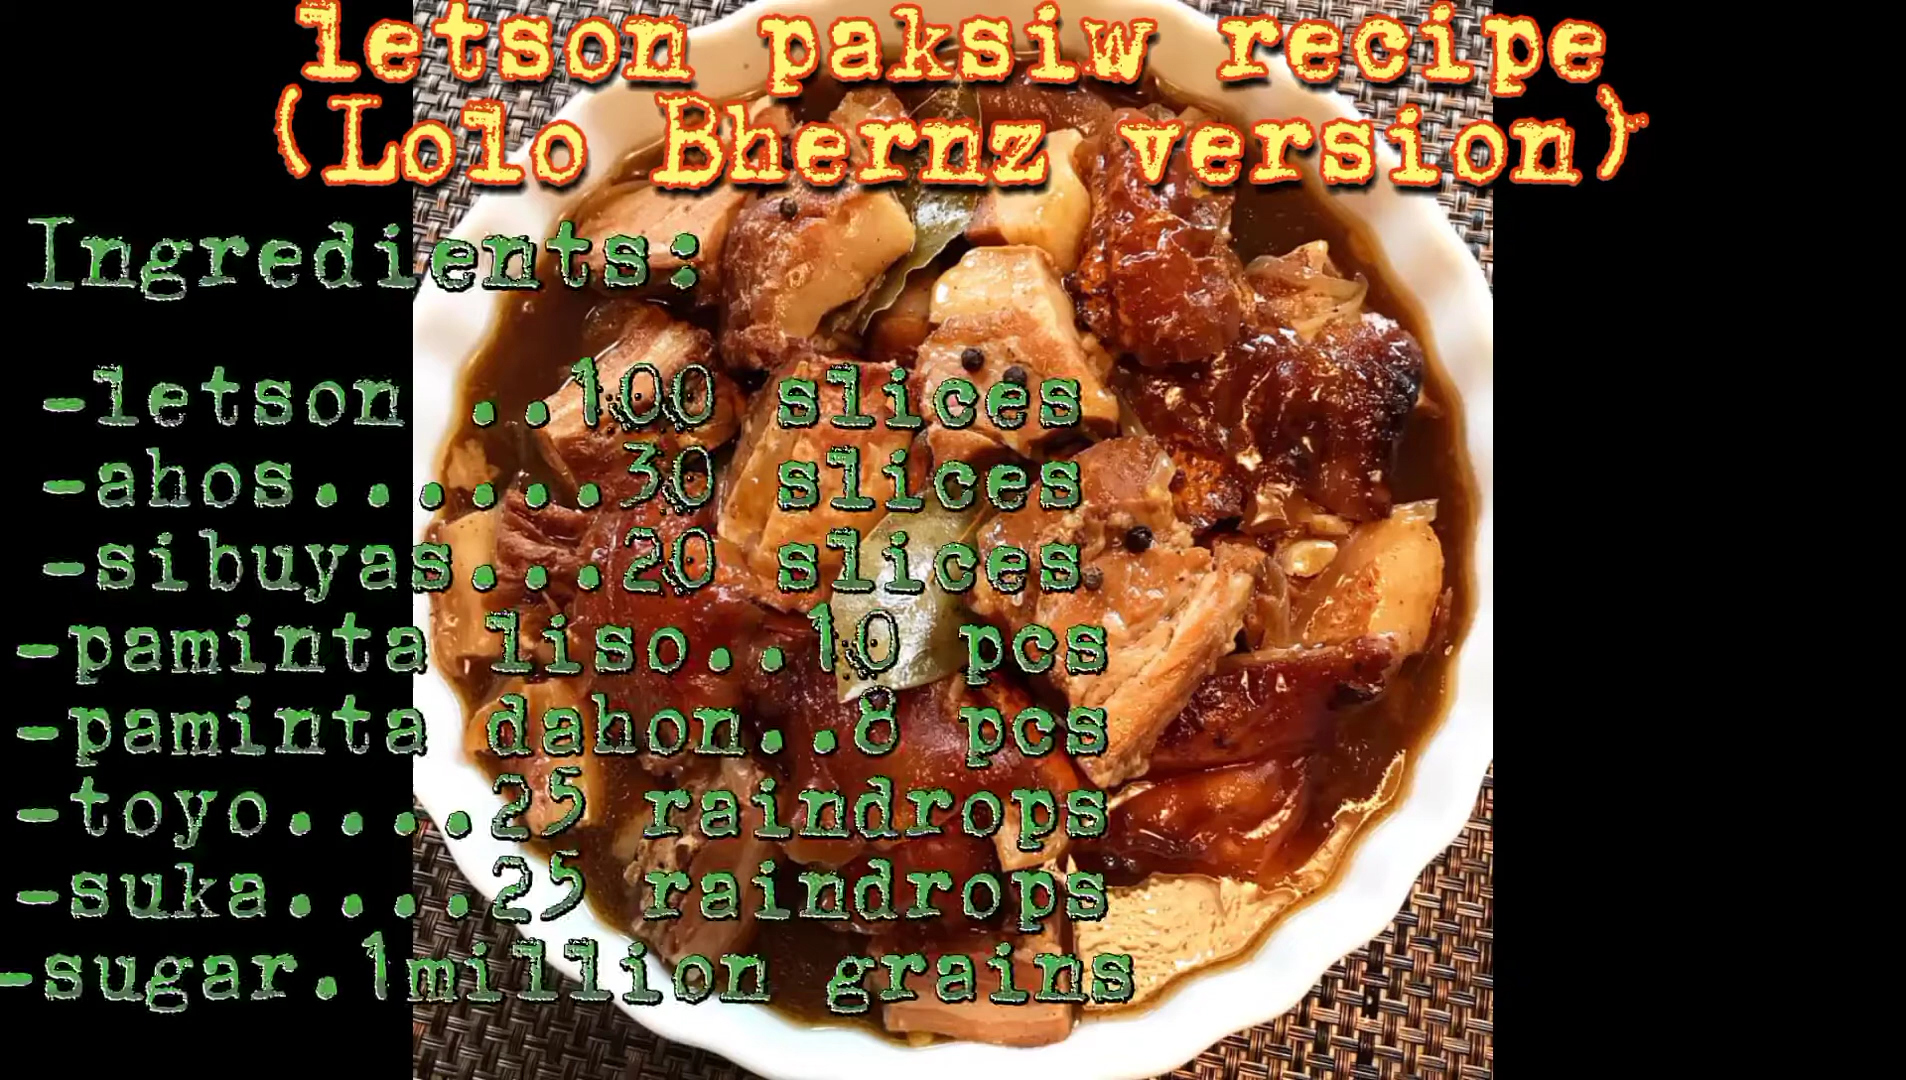 letson paksiw recipe
(Lolo Bhernz version)
Ingredients:
-letson ..100 slices
-ahos.......30 slices
-sibuyas...20 slices
-paminta liso..10 pcs
-paminta dahon..8 pcs
-toyo....25 raindrops
-suka....25 raindrops
-sugar.1million grains